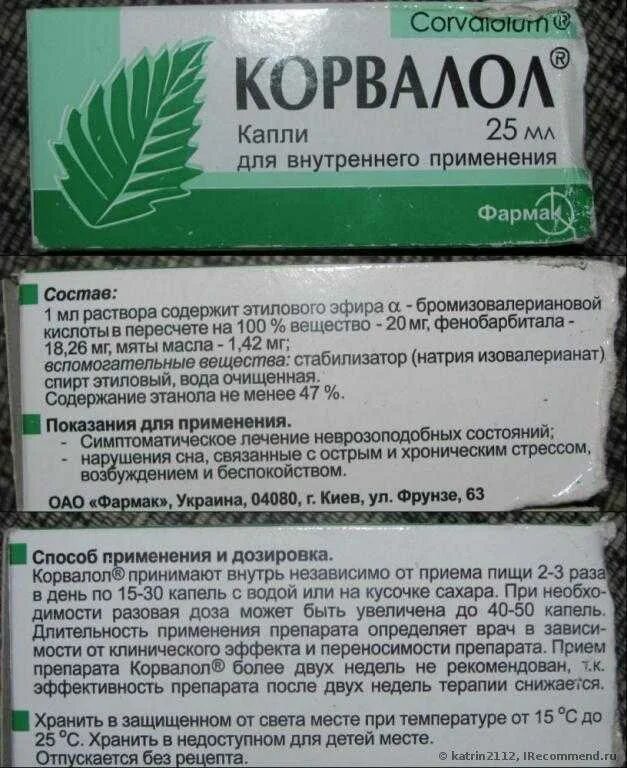 Corvalolum®
КОРВАЛОЛ®
Капли 25 мл
для внутреннего применения
Фармак
Состав:
1 мл раствора содержит этилового эфира α - бромизовалериановой
кислоты в пересчете на 100 % вещество - 20 мг, фенобарбитала -
18,26 мг, мяты масла - 1,42 мг;
вспомогательные вещества: стабилизатор (натрия изовалерианат)
спирт этиловый, вода очищенная.
Содержание этанола не менее 47 %.
Показания для применения.
- Симптоматическое лечение неврозоподобных состояний;
- нарушения сна, связанные с острым и хроническим стрессом,
возбуждением и беспокойством.
ОАО «Фармак», Украина, 04080, г. Киев, ул. Фрунзе, 63
Способ применения и дозировка.
Корвалол® принимают внутрь независимо от приема пищи 2-3 раза
в день по 15-30 капель с водой или на кусочке сахара. При необхо-
димости разовая доза может быть увеличена до 40-50 капель.
Длительность применения препарата определяет врач в зависи-
мости от клинического эффекта и переносимости препарата. Прием
препарата Корвалол® более двух недель не рекомендован, т.к.
эффективность препарата после двух недель терапии снижается.
Хранить в защищенном от света месте при температуре от 15 °С до
25 °С. Хранить в недоступном для детей месте.
Отпускается без рецепта.
© katrin2112, IRecommend.ru